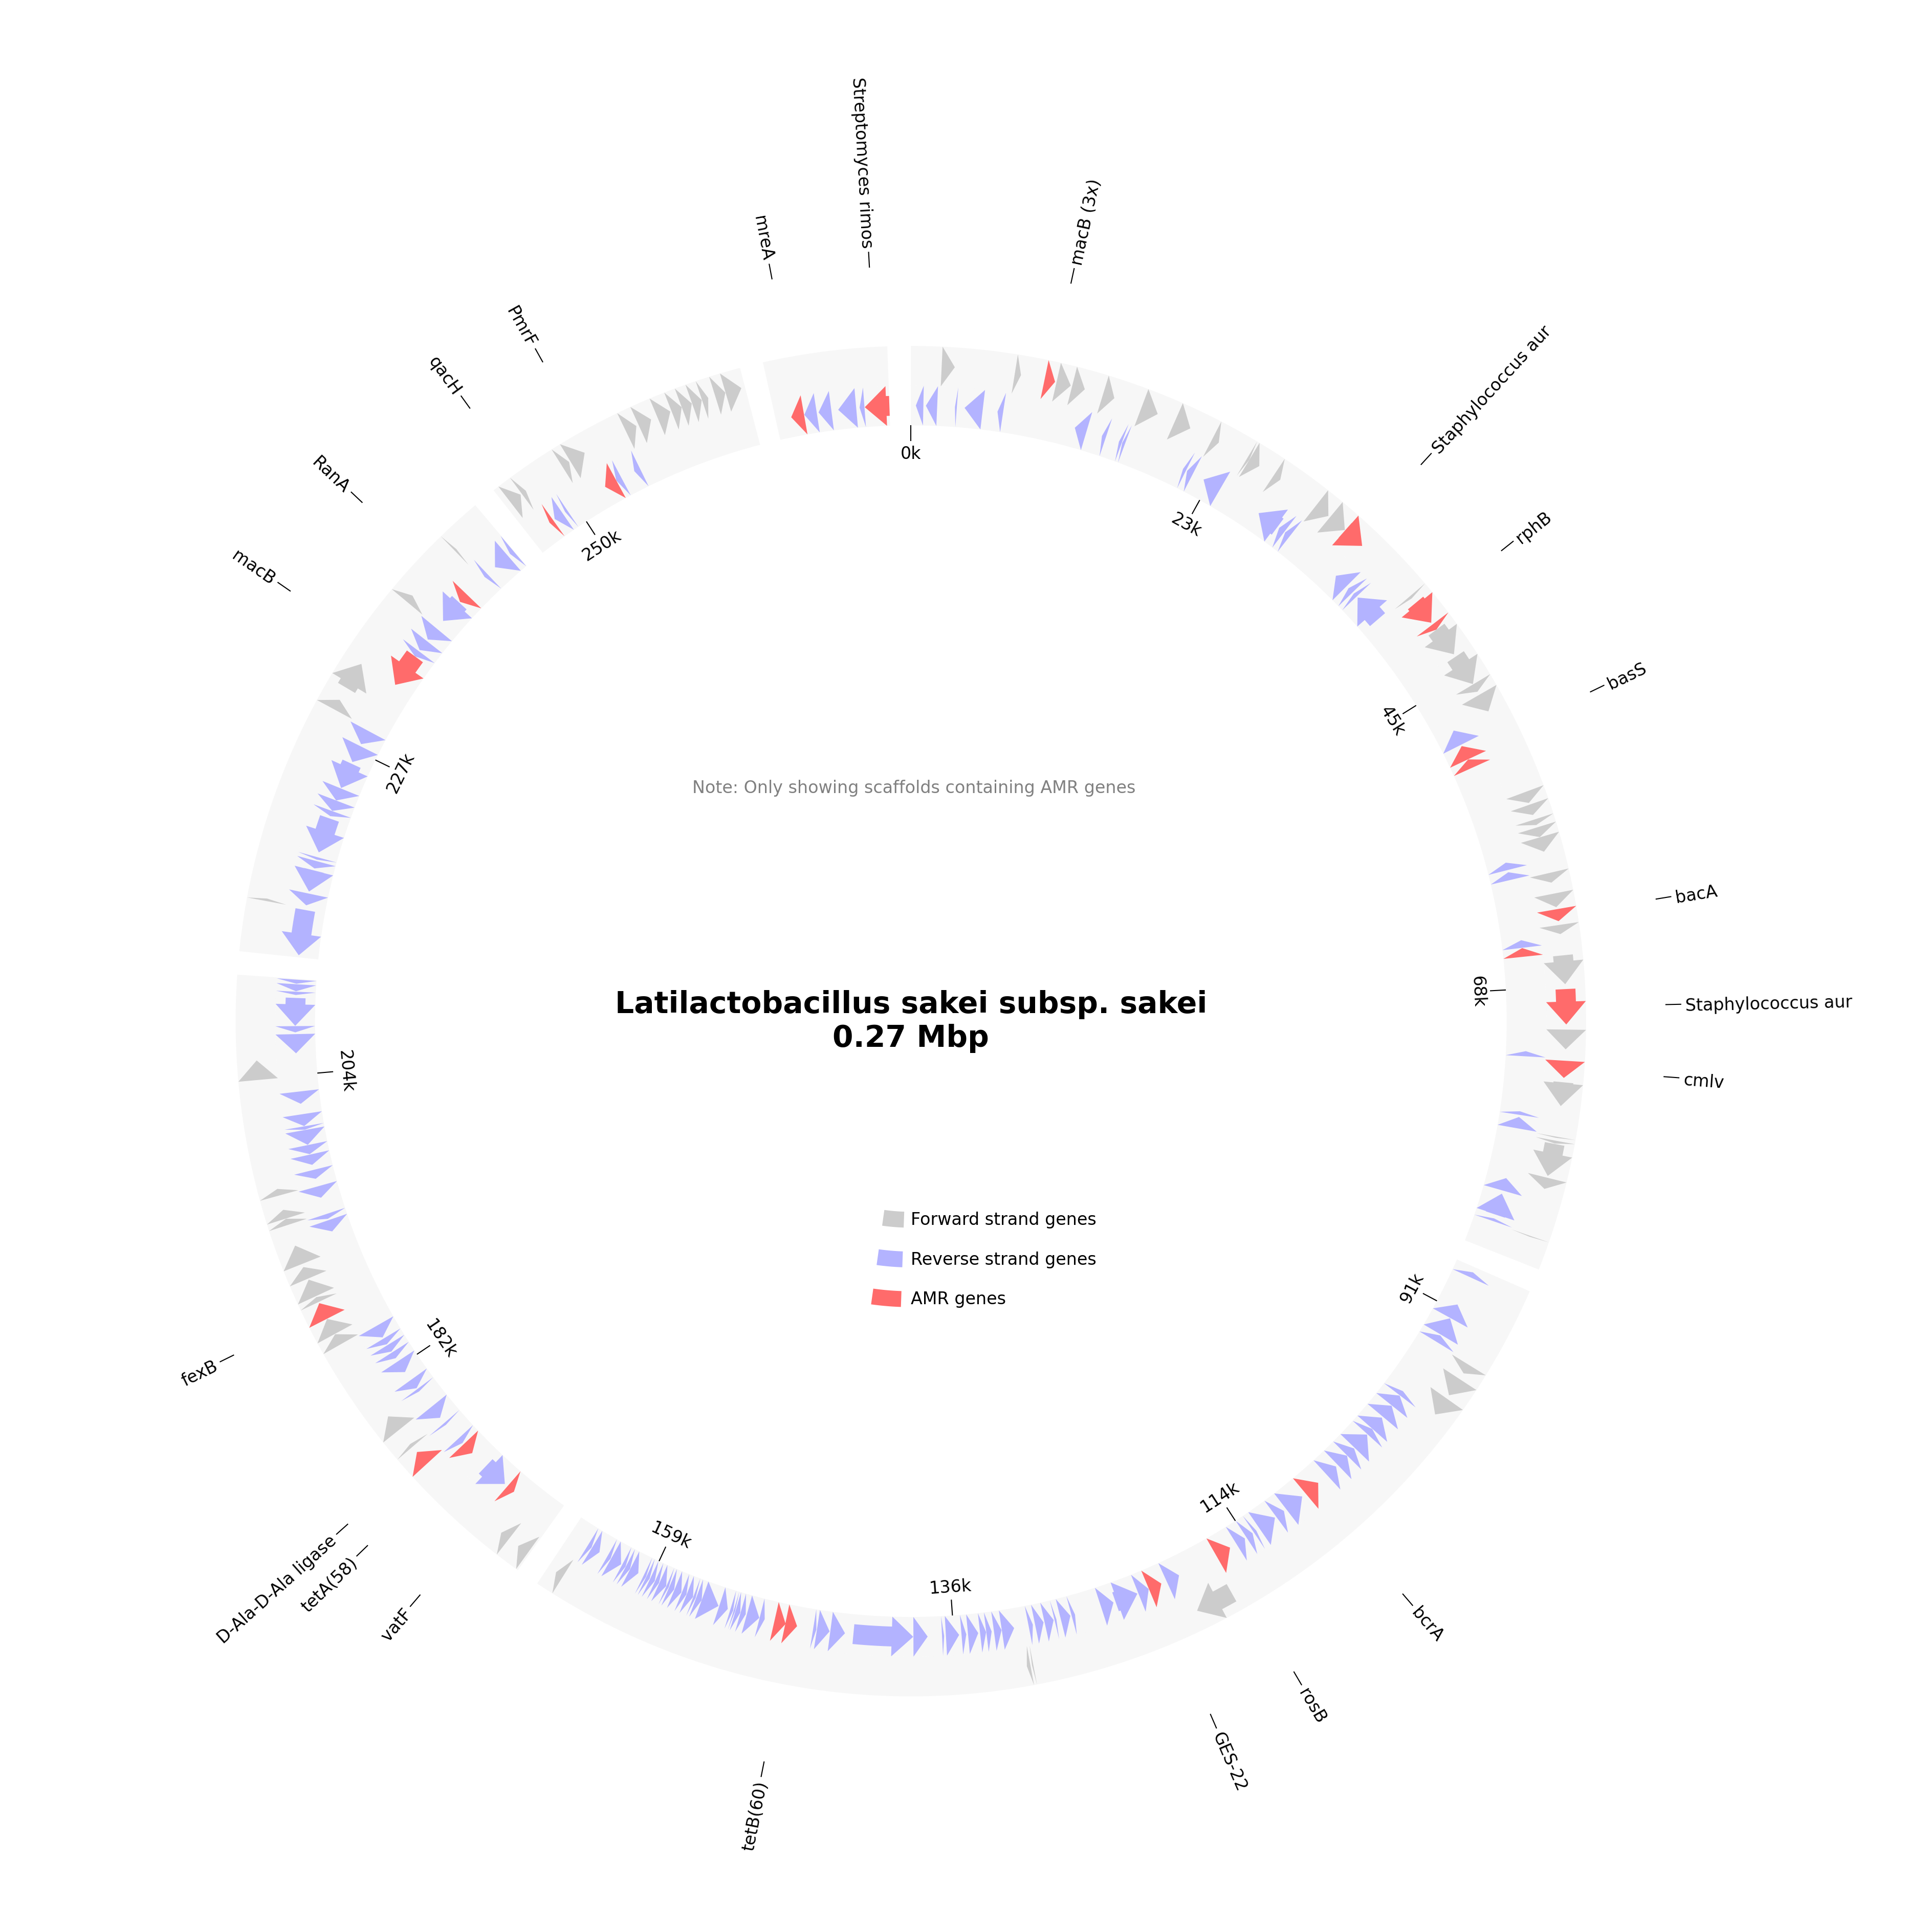 Streptomyces rimos
macB (3x)
mreA
PmrF
qacH
RanA
macB
Staphylococcus aur
rphB
basS
bacA
Staphylococcus aur
cmlv
0k
23k
45k
68k
91k
114k
136k
159k
182k
204k
227k
250k
Note: Only showing scaffolds containing AMR genes
Latilactobacillus sakei subsp. sakei
0.27 Mbp
Forward strand genes
Reverse strand genes
AMR genes
fexB
D-Ala-D-Ala ligase
tetA(58)
vatF
tetB(60)
GES-22
rosB
bcrA